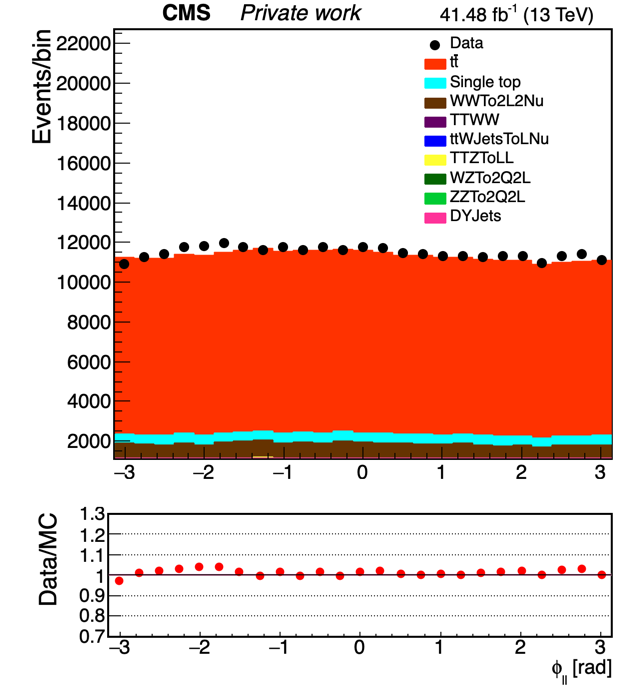 CMS Private work 41.48 fb⁻¹ (13 TeV)
Events/bin
22000
20000
18000
16000
14000
12000
10000
8000
6000
4000
2000
Data
tt̄
Single top
WWTo2L2Nu
TTWW
ttWJetsToLNu
TTZToLL
WZTo2Q2L
ZZTo2Q2L
DYJets
−3 −2 −1 0 1 2 3
Data/MC
1.3
1.2
1.1
1
0.9
0.8
0.7
−3 −2 −1 0 1 2 3
ϕ|| [rad]